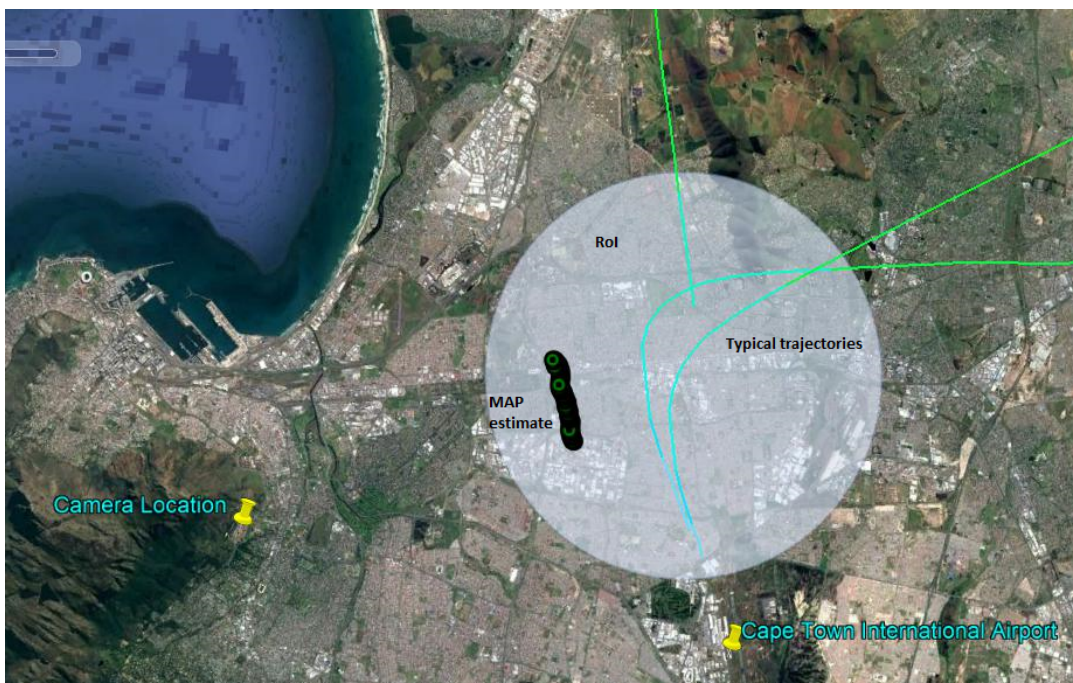 RoI
Typical trajectories
MAP
estimate
Camera Location
Cape Town International Airport